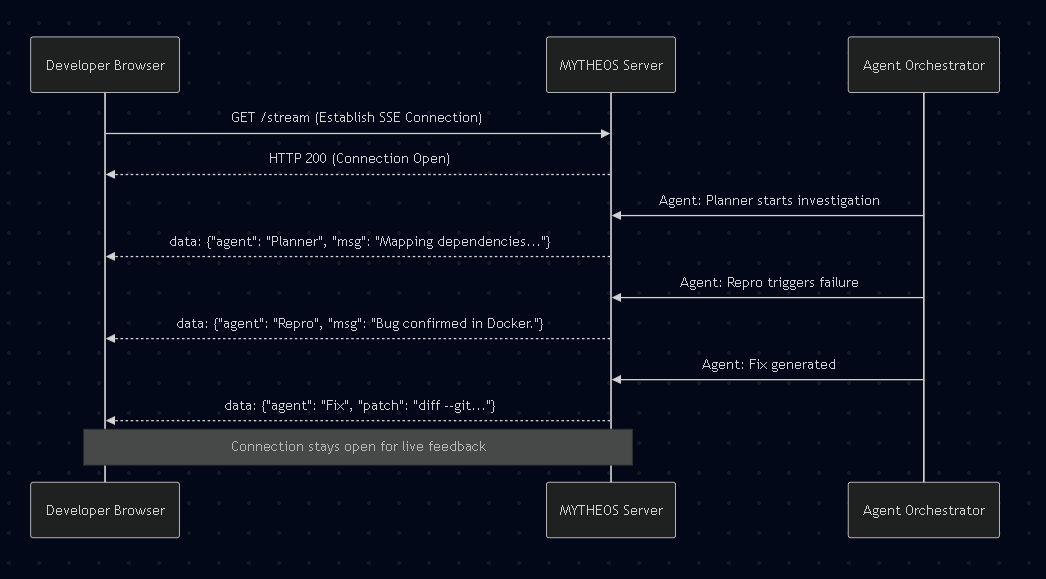 Developer Browser
MYTHEOS Server
Agent Orchestrator
GET /stream (Establish SSE Connection)
HTTP 200 (Connection Open)
Agent: Planner starts investigation
data: {"agent": "Planner", "msg": "Mapping dependencies..."}
Agent: Repro triggers failure
data: {"agent": "Repro", "msg": "Bug confirmed in Docker."}
Agent: Fix generated
data: {"agent": "Fix", "patch": "diff --git..."}
Connection stays open for live feedback
Developer Browser
MYTHEOS Server
Agent Orchestrator